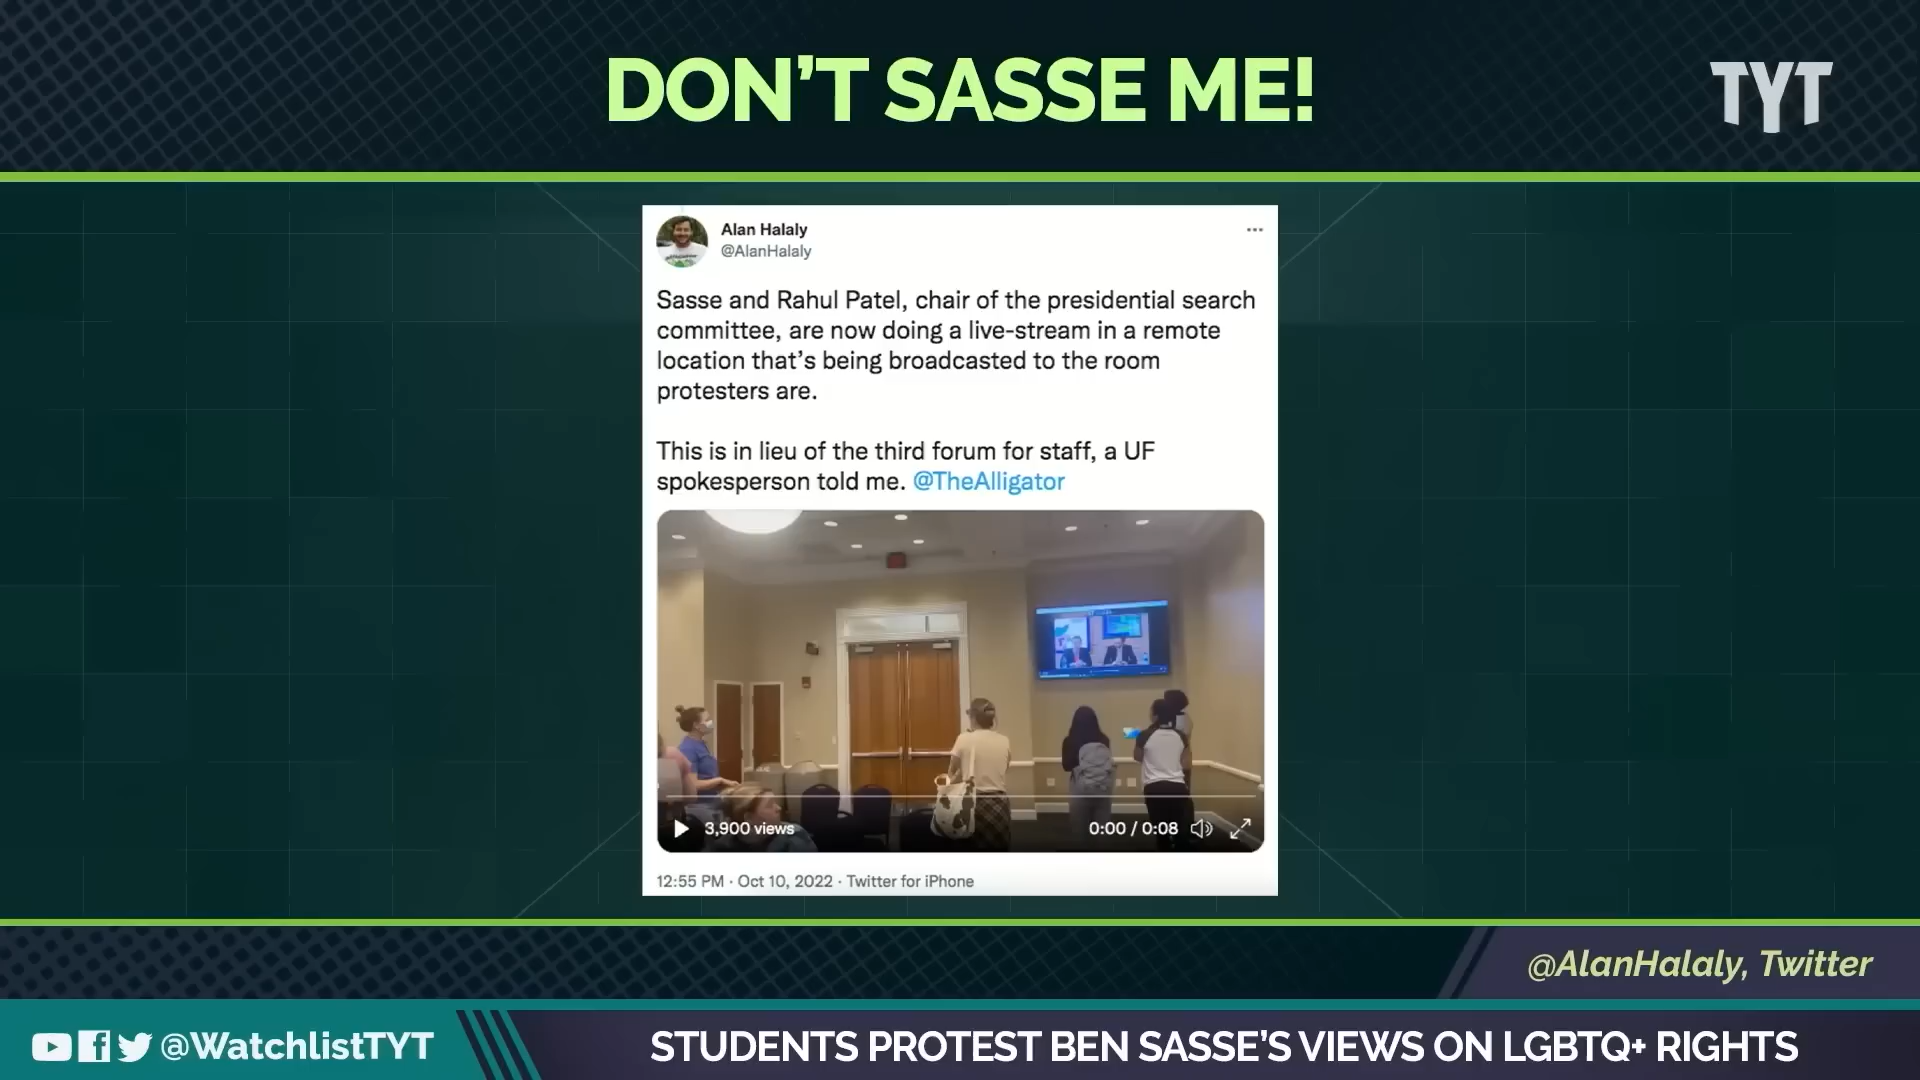 DON'T SASSE ME!
TYT
Alan Halaly
@AlanHalaly
Sasse and Rahul Patel, chair of the presidential search
committee, are now doing a live-stream in a remote
location that's being broadcasted to the room
protesters are.
This is in lieu of the third forum for staff, a UF
spokesperson told me. @TheAlligator
3,900 views
0:00 / 0:08
12:55 PM · Oct 10, 2022 · Twitter for iPhone
@AlanHalaly, Twitter
@WatchlistTYT
STUDENTS PROTEST BEN SASSE'S VIEWS ON LGBTQ+ RIGHTS